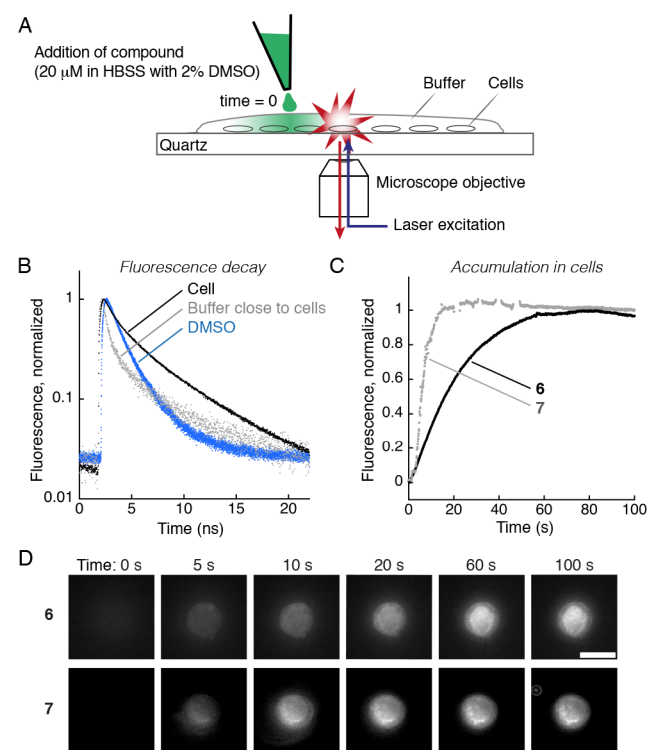 A
Addition of compound
(20 µM in HBSS with 2% DMSO)
time = 0
Buffer
Cells
Quartz
Microscope objective
Laser excitation
B
Fluorescence decay
Cell
Buffer close to cells
DMSO
Fluorescence, normalized
1
0.1
0.01
0
5
10
15
20
Time (ns)
C
Accumulation in cells
Fluorescence, normalized
1
0.8
0.6
0.4
0.2
0
6
7
0
20
40
60
80
100
Time (s)
D
Time: 0 s
5 s
10 s
20 s
60 s
100 s
6
7